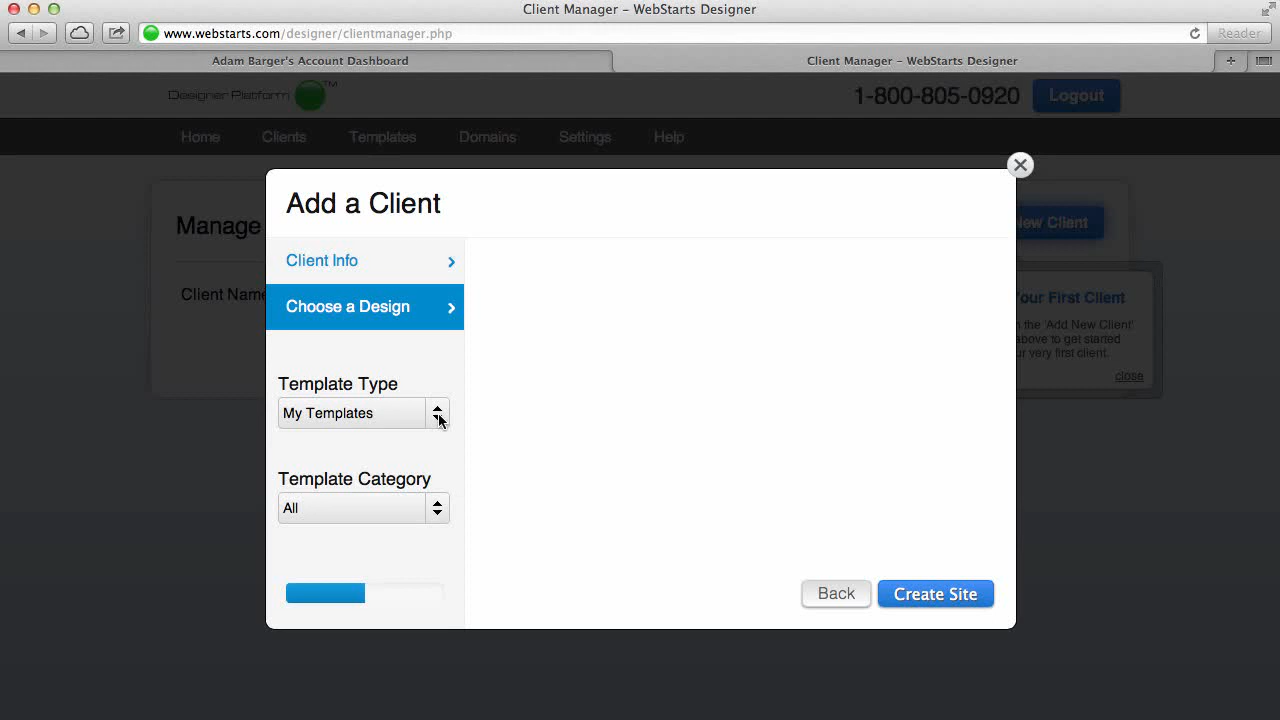 Client Manager – WebStarts Designer
www.webstarts.com/designer/clientmanager.php
Reader
Adam Barger's Account Dashboard
Client Manager – WebStarts Designer
Designer Platform TM
1-800-805-0920
Logout
Home
Clients
Templates
Domains
Settings
Help
Add a Client
Manage
New Client
Client Info
Choose a Design
Client Name
Your First Client
the 'Add New Client'
above to get started
very first client.
close
Template Type
My Templates
Template Category
All
Back
Create Site